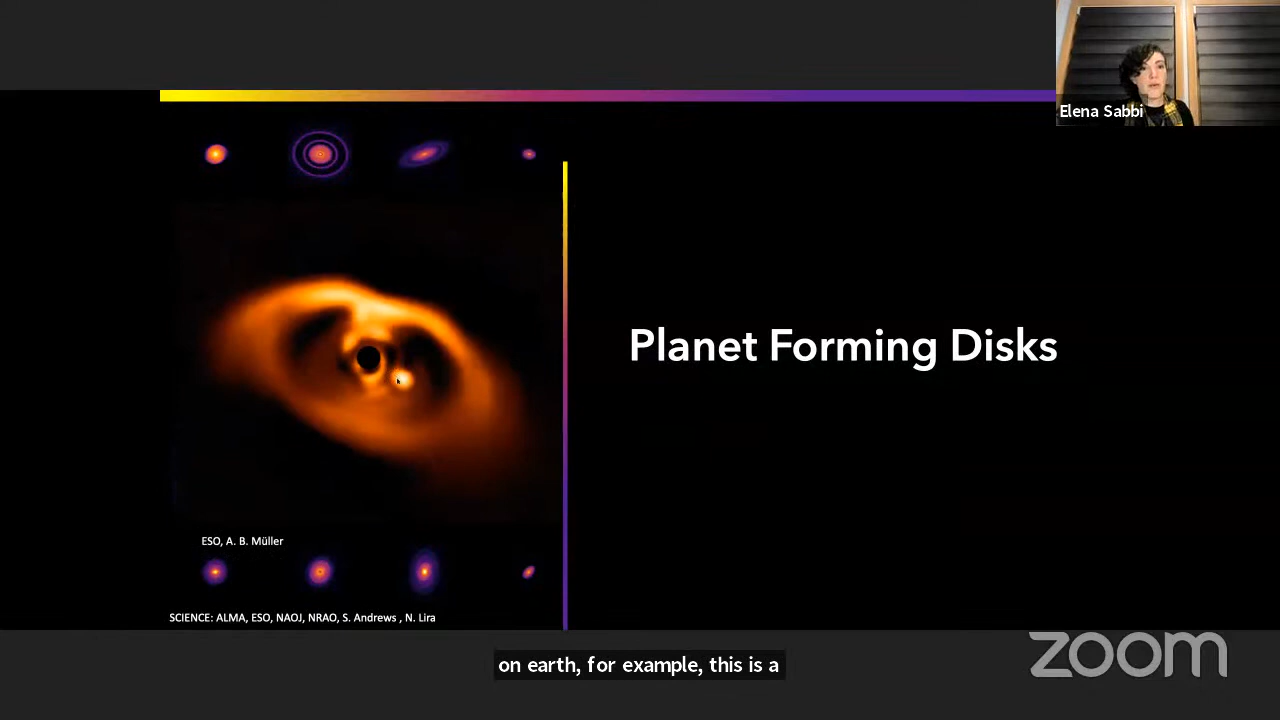 Elena Sabbi
Planet Forming Disks
ESO, A. B. Müller
SCIENCE: ALMA, ESO, NAOJ, NRAO, S. Andrews , N. Lira
on earth, for example, this is a
zoom